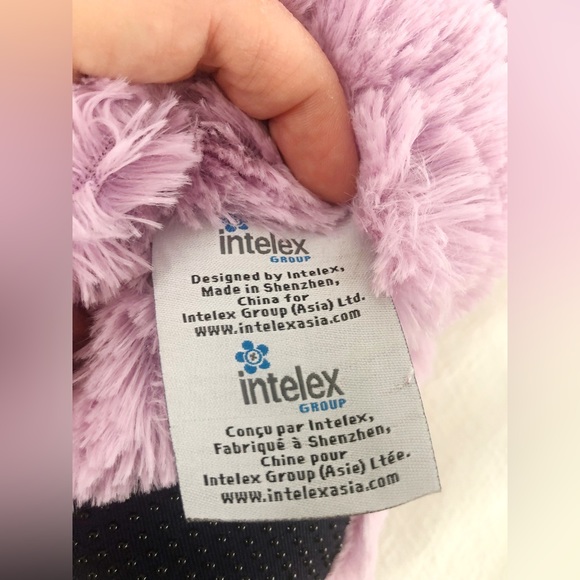 intelex
GROUP
Designed by Intelex,
Made in Shenzhen,
China for
Intelex Group (Asia) Ltd.
www.intelexasia.com
intelex
GROUP
Conçu par Intelex,
Fabriqué à Shenzhen,
Chine pour
Intelex Group (Asie) Ltée.
www.intelexasia.com